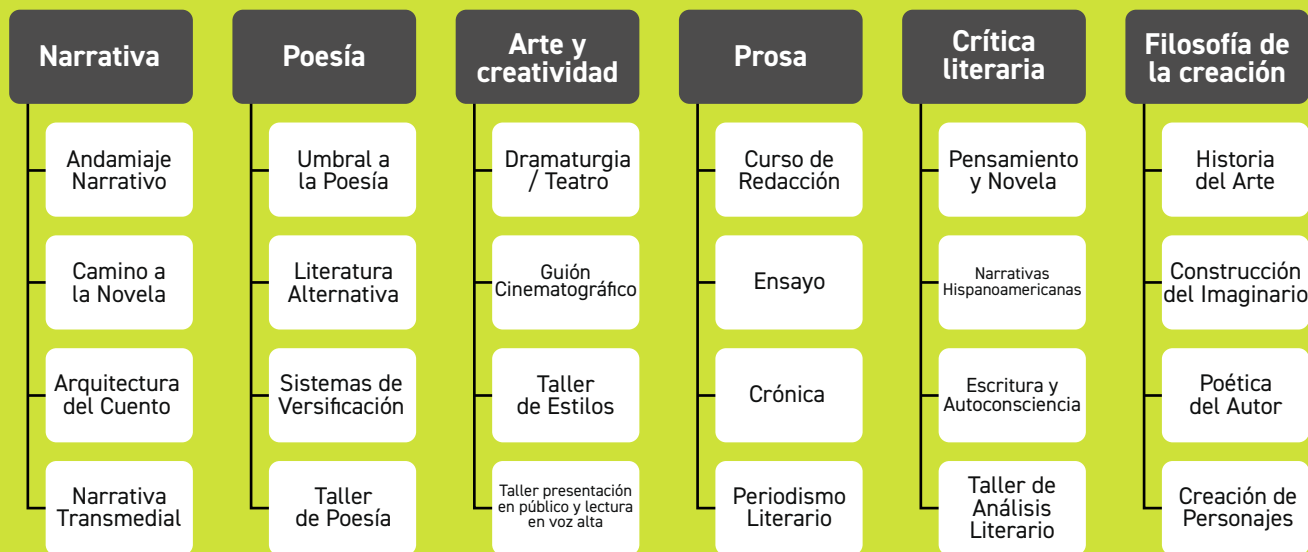 Narrativa
Andamiaje
Narrativo
Camino a
la Novela
Arquitectura
del Cuento
Narrativa
Transmedial
Poesía
Umbral a
la Poesía
Literatura
Alternativa
Sistemas de
Versificación
Taller
de Poesía
Arte y
creatividad
Dramaturgia
/ Teatro
Guión
Cinematográfico
Taller
de Estilos
Taller presentación
en público y lectura
en voz alta
Prosa
Curso de
Redacción
Ensayo
Crónica
Periodismo
Literario
Crítica
literaria
Pensamiento
y Novela
Narrativas
Hispanoamericanas
Escritura y
Autoconsciencia
Taller de
Análisis
Literario
Filosofía de
la creación
Historia
del Arte
Construcción
del Imaginario
Poética
del Autor
Creación de
Personajes